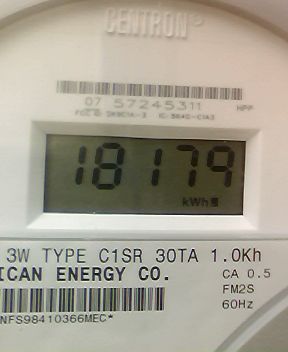 CENTRON®
07 57245311 HPP
18179
kWh
3W TYPE C1SR 30TA 1.0Kh
ICAN ENERGY CO. CA 0.5
FM2S
60Hz
NFS98410366MEC*